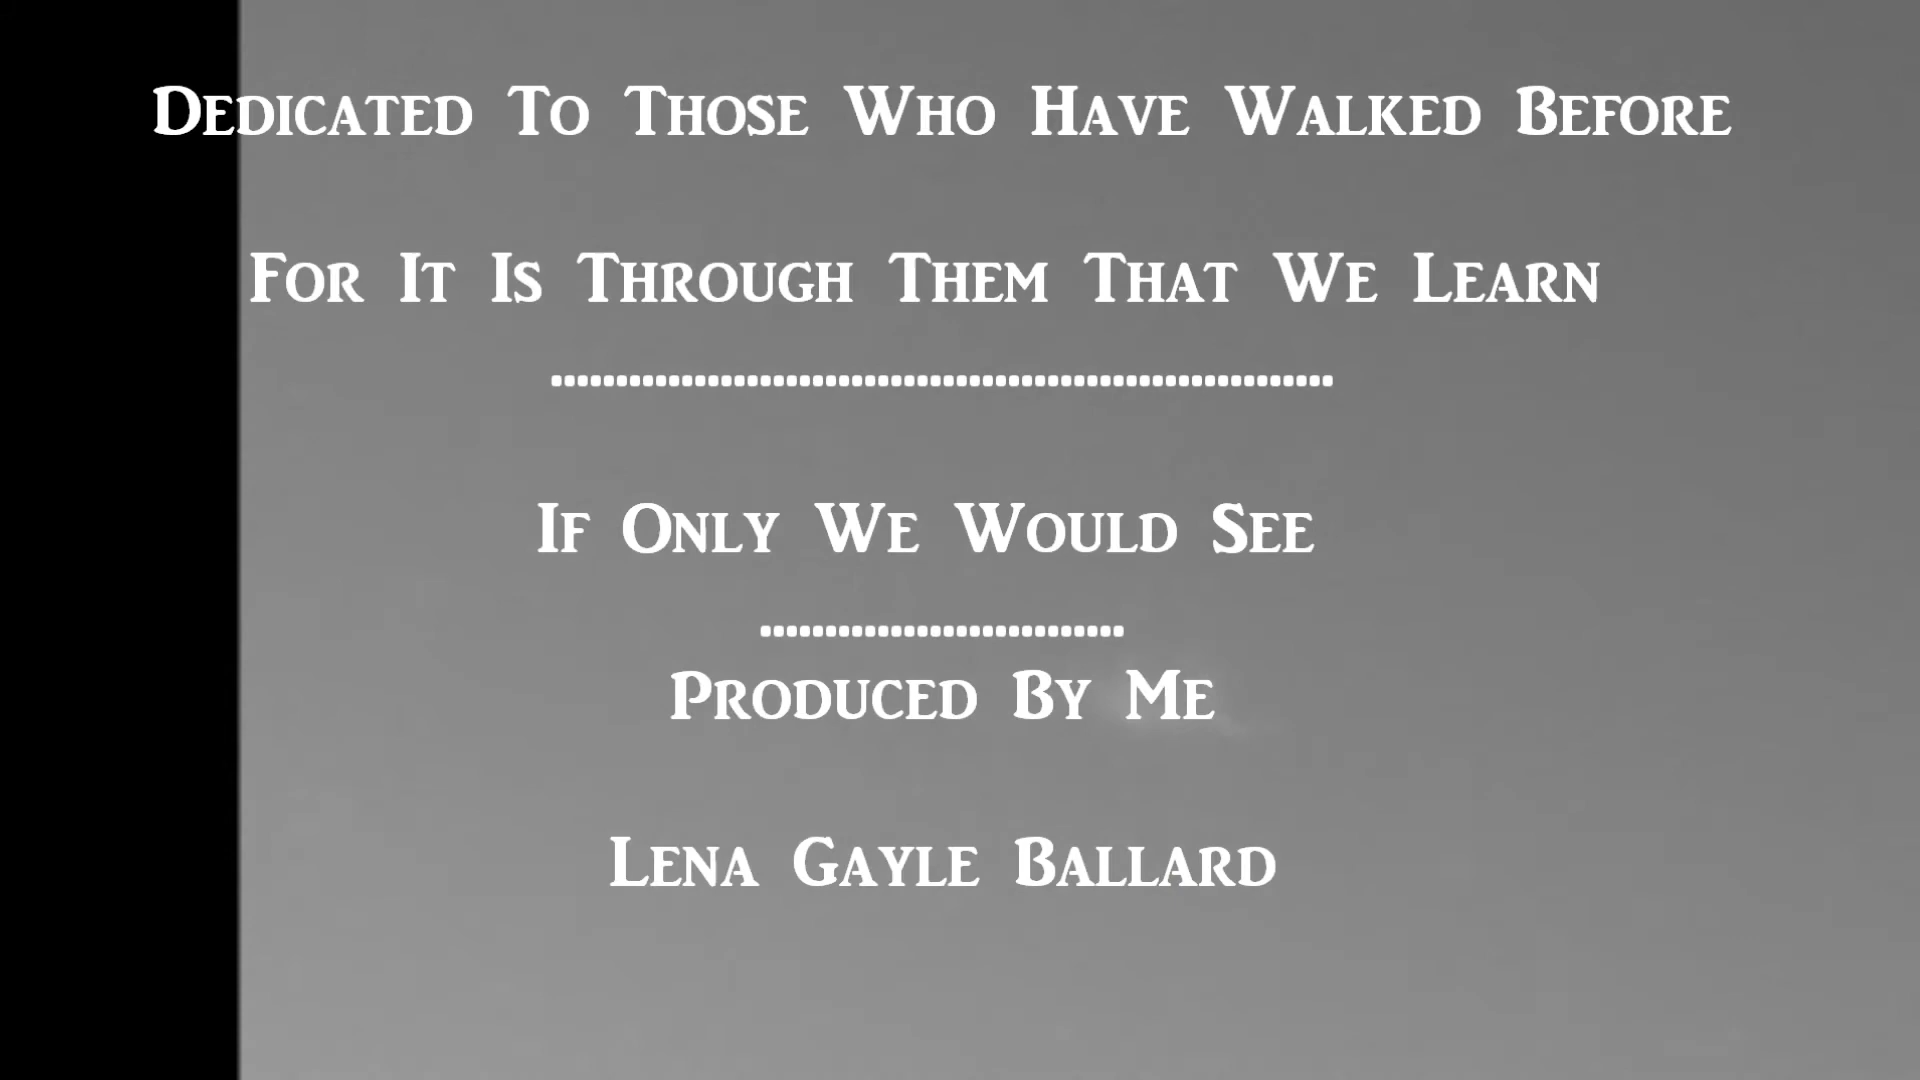 Dedicated To Those Who Have Walked Before
For It Is Through Them That We Learn
............................................................
If Only We Would See
............................
Produced By Me
Lena Gayle Ballard